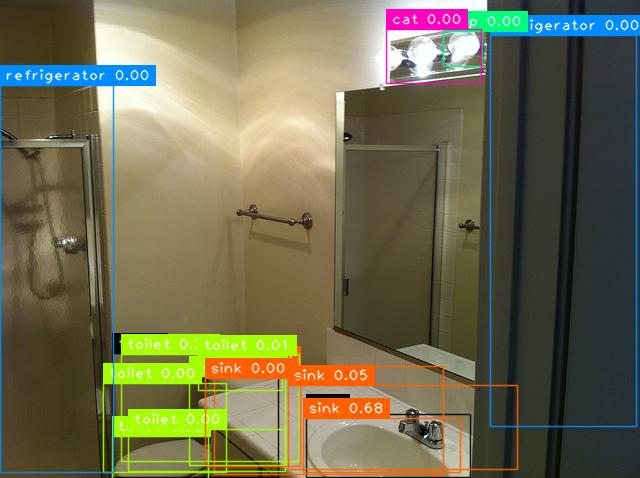 cat 0.00
p 0.00
igerator 0.00
refrigerator 0.00
toilet 0.01
toilet 0.00
sink 0.00
sink 0.05
sink 0.68
toilet 0.00